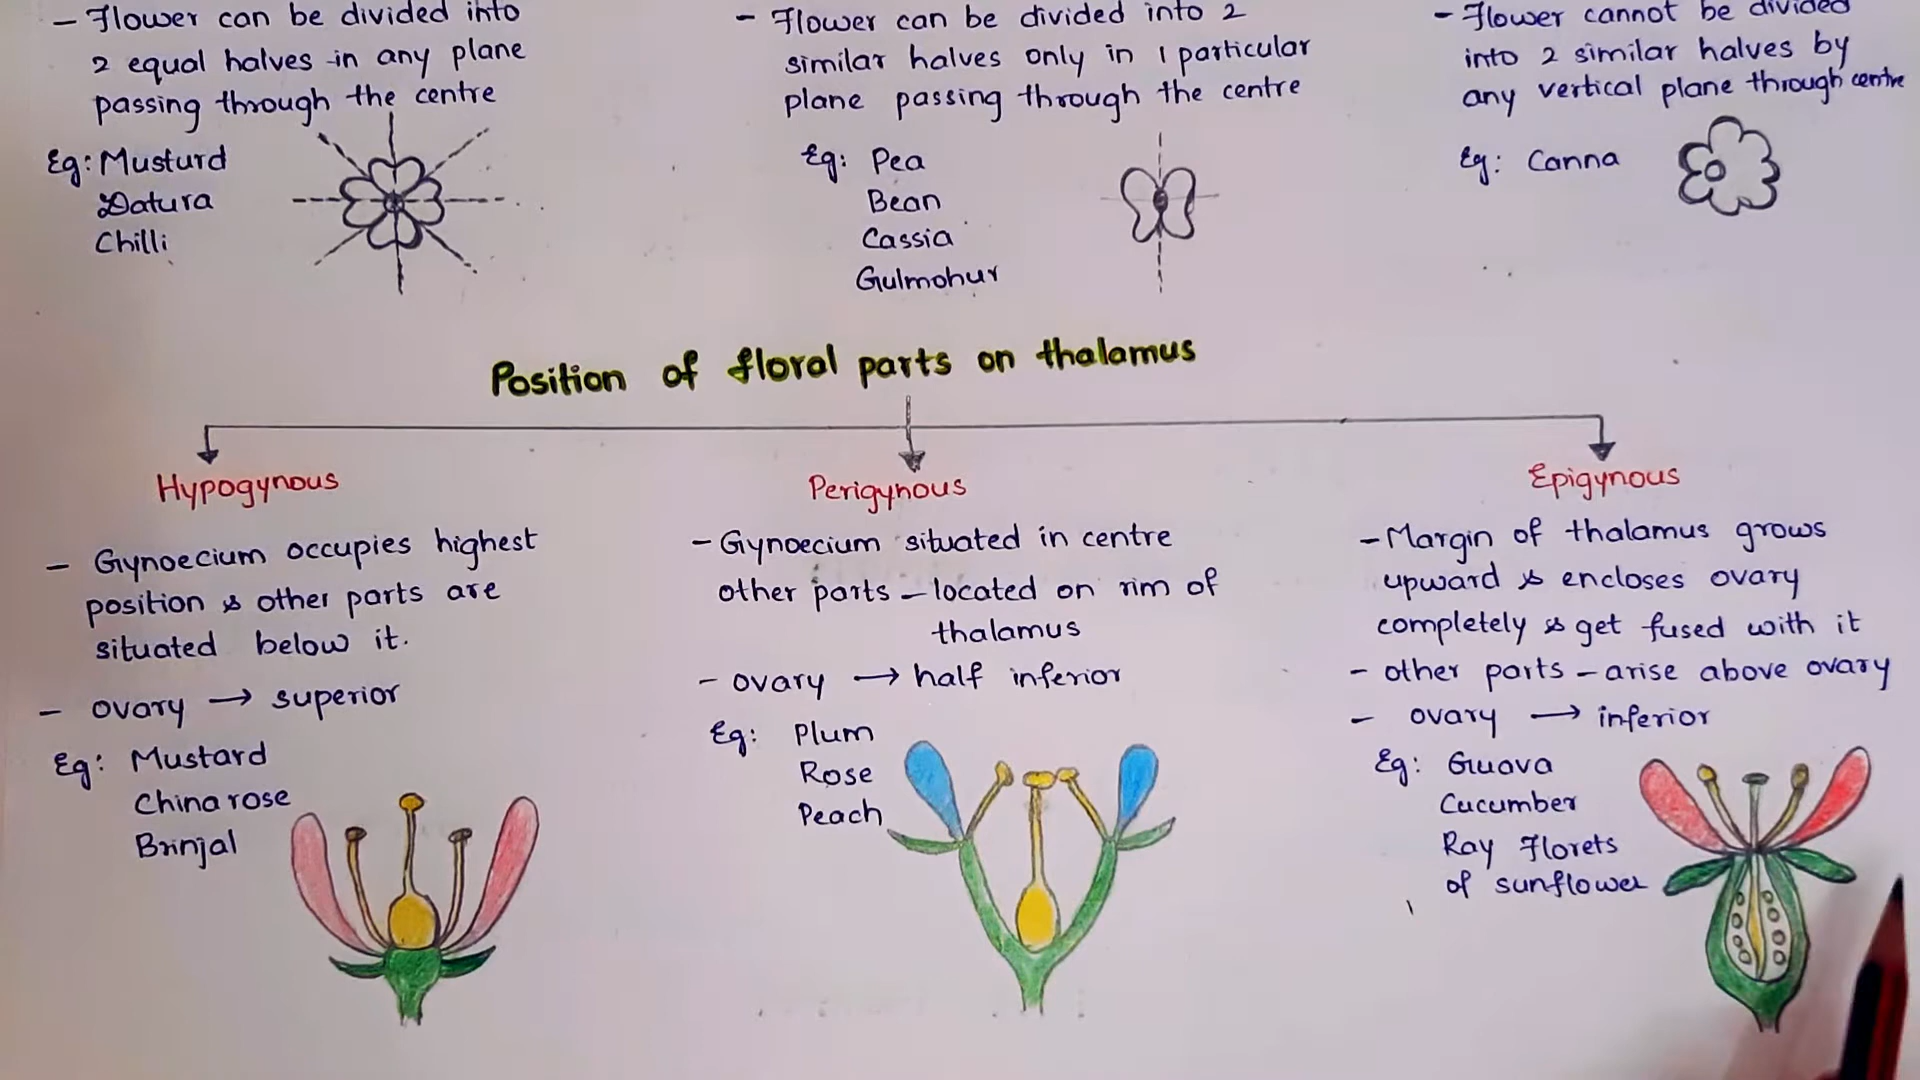 - Flower can be divided into
2 equal halves in any plane
passing through the centre
Eg: Musturd
Datura
Chilli
- Flower can be divided into 2
similar halves only in 1 particular
plane passing through the centre
Eg: Pea
Bean
Cassia
Gulmohur
- Flower cannot be divided
into 2 similar halves by
any vertical plane through centre
Eg: Canna
Position of floral parts on thalamus
Hypogynous
- Gynoecium occupies highest
position & other parts are
situated below it.
- ovary → superior
Eg: Mustard
China rose
Brinjal
Perigynous
- Gynoecium situated in centre
other parts - located on rim of
thalamus
- ovary → half inferior
Eg: Plum
Rose
Peach
Epigynous
- Margin of thalamus grows
upward & encloses ovary
completely & get fused with it
- other parts - arise above ovary
- ovary → inferior
Eg: Guava
Cucumber
Ray Florets
of sunflower